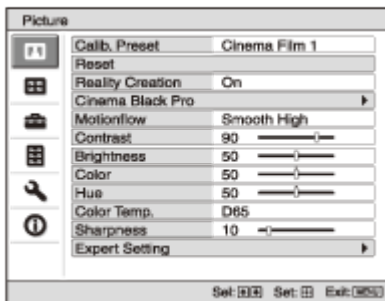 Picture
Calib. Preset Cinema Film 1
Reset
Reality Creation On
Cinema Black Pro
Motionflow Smooth High
Contrast 90
Brightness 50
Color 50
Hue 50
Color Temp. D65
Sharpness 10
Expert Setting
Sel: Set: Exit: MENU